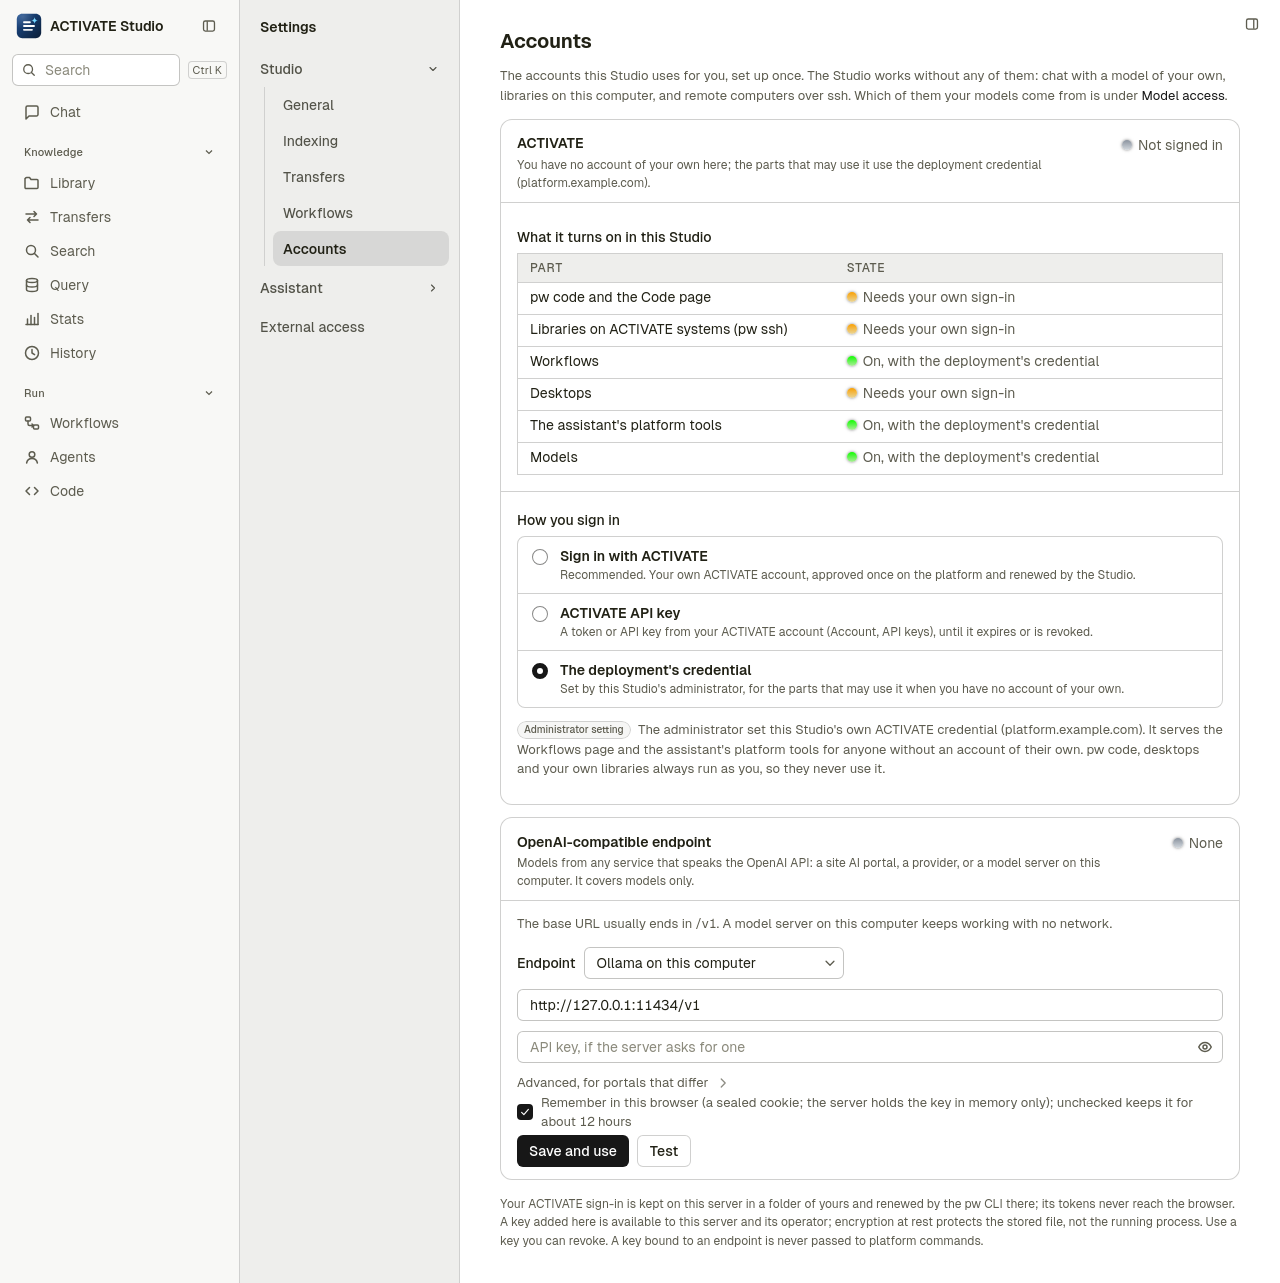 ACTIVATE Studio
Search
Ctrl K
Chat
Knowledge
Library
Transfers
Search
Query
Stats
History
Run
Workflows
Agents
Code
Settings
Studio
General
Indexing
Transfers
Workflows
Accounts
Assistant
External access
Accounts
The accounts this Studio uses for you, set up once. The Studio works without any of them: chat with a model of your own,
libraries on this computer, and remote computers over ssh. Which of them your models come from is under Model access.
ACTIVATE
Not signed in
You have no account of your own here; the parts that may use it use the deployment credential
(platform.example.com).
What it turns on in this Studio
PART STATE
pw code and the Code page Needs your own sign-in
Libraries on ACTIVATE systems (pw ssh) Needs your own sign-in
Workflows On, with the deployment's credential
Desktops Needs your own sign-in
The assistant's platform tools On, with the deployment's credential
Models On, with the deployment's credential
How you sign in
Sign in with ACTIVATE
Recommended. Your own ACTIVATE account, approved once on the platform and renewed by the Studio.
ACTIVATE API key
A token or API key from your ACTIVATE account (Account, API keys), until it expires or is revoked.
The deployment's credential
Set by this Studio's administrator, for the parts that may use it when you have no account of your own.
Administrator setting The administrator set this Studio's own ACTIVATE credential (platform.example.com). It serves the
Workflows page and the assistant's platform tools for anyone without an account of their own. pw code, desktops
and your own libraries always run as you, so they never use it.
OpenAI-compatible endpoint
None
Models from any service that speaks the OpenAI API: a site AI portal, a provider, or a model server on this
computer. It covers models only.
The base URL usually ends in /v1. A model server on this computer keeps working with no network.
Endpoint Ollama on this computer
http://127.0.0.1:11434/v1
API key, if the server asks for one
Advanced, for portals that differ
Remember in this browser (a sealed cookie; the server holds the key in memory only); unchecked keeps it for
about 12 hours
Save and use Test
Your ACTIVATE sign-in is kept on this server in a folder of yours and renewed by the pw CLI there; its tokens never reach the browser.
A key added here is available to this server and its operator; encryption at rest protects the stored file, not the running process. Use a
key you can revoke. A key bound to an endpoint is never passed to platform commands.